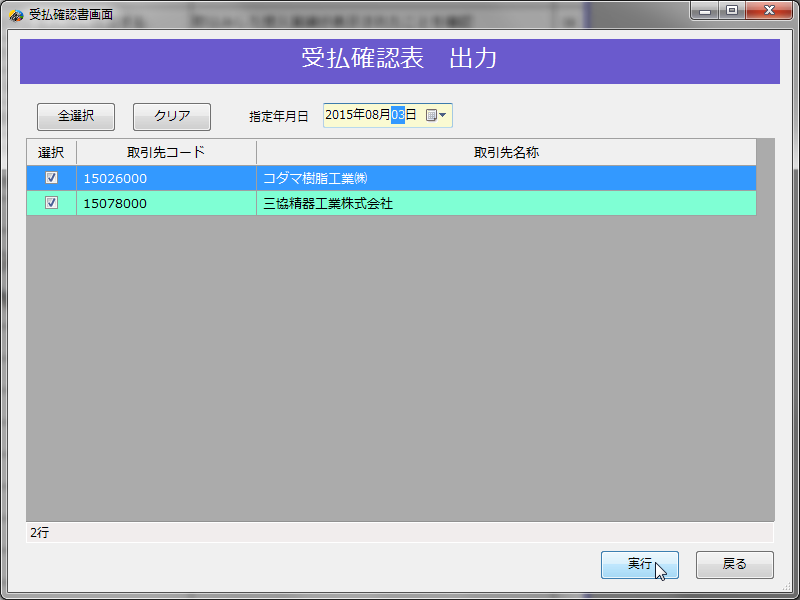 受払確認書画面
受払確認表　出力
全選択　クリア　指定年月日　2015年08月03日
選択　取引先コード　取引先名称
15026000　コダマ樹脂工業㈱
15078000　三協精器工業株式会社
2行
実行　戻る